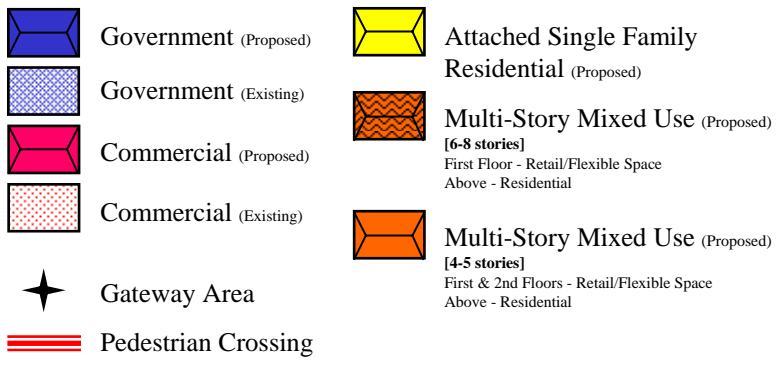 Government (Proposed)
Government (Existing)
Commercial (Proposed)
Commercial (Existing)
Gateway Area
Pedestrian Crossing
Attached Single Family
Residential (Proposed)
Multi-Story Mixed Use (Proposed)
[6-8 stories]
First Floor - Retail/Flexible Space
Above - Residential
Multi-Story Mixed Use (Proposed)
[4-5 stories]
First & 2nd Floors - Retail/Flexible Space
Above - Residential